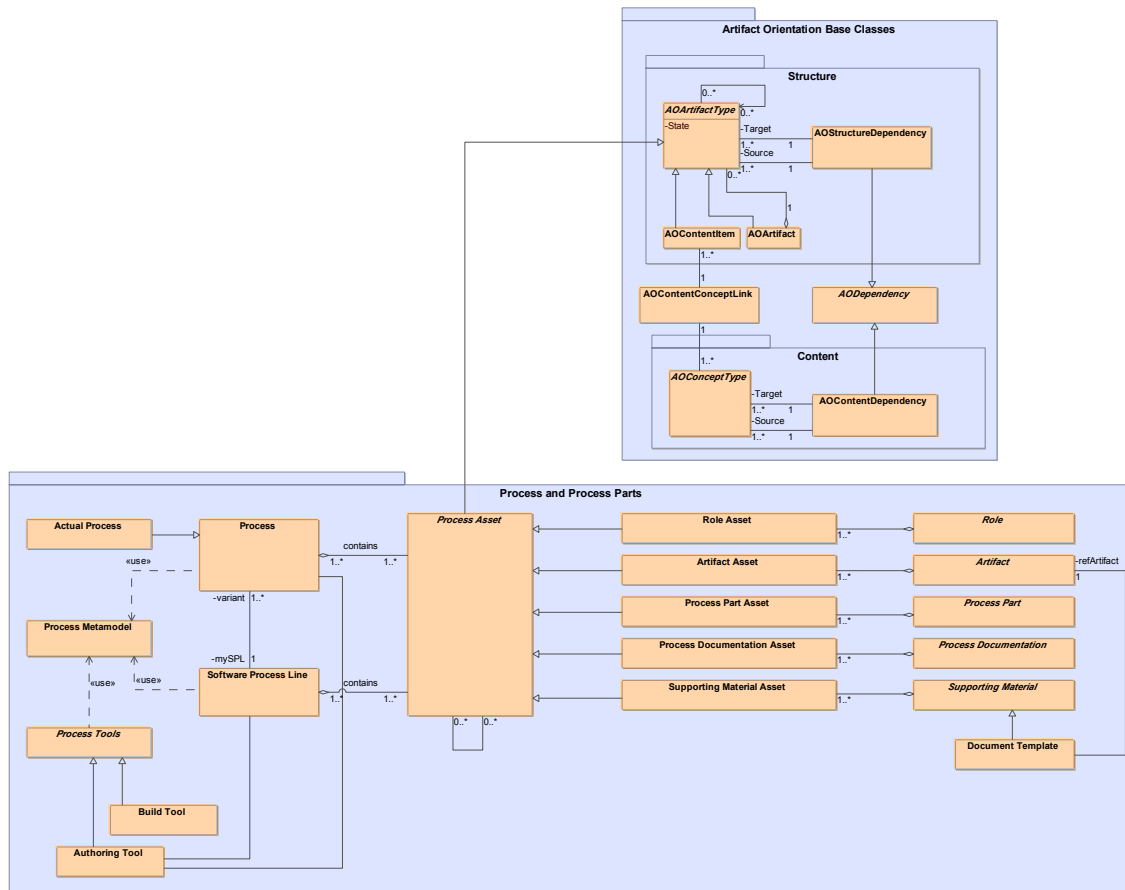 Artifact Orientation Base Classes
Structure
0..*
AOArtifactType
0..*
-State
-Target
1..*
1
AOStructureDependency
-Source
1..*
1
0..*
1
AOContentItem
AOArtifact
1..*
1
AOContentConceptLink
AODependency
1
Content
1..*
AOConceptType
-Target
1..*
1
AOContentDependency
-Source
1..*
1
Process and Process Parts
Actual Process
Process
Process Asset
Role Asset
1..*
Role
contains
1..*
1..*
«use»
Artifact Asset
1..*
Artifact
-refArtifact
1
-variant
1..*
Process Part Asset
1..*
Process Part
Process Metamodel
Process Documentation Asset
1..*
Process Documentation
-mySPL
1
Software Process Line
contains
1..*
1..*
«use»
«use»
Supporting Material Asset
1..*
Supporting Material
0..*
0..*
Process Tools
Document Template
Build Tool
Authoring Tool